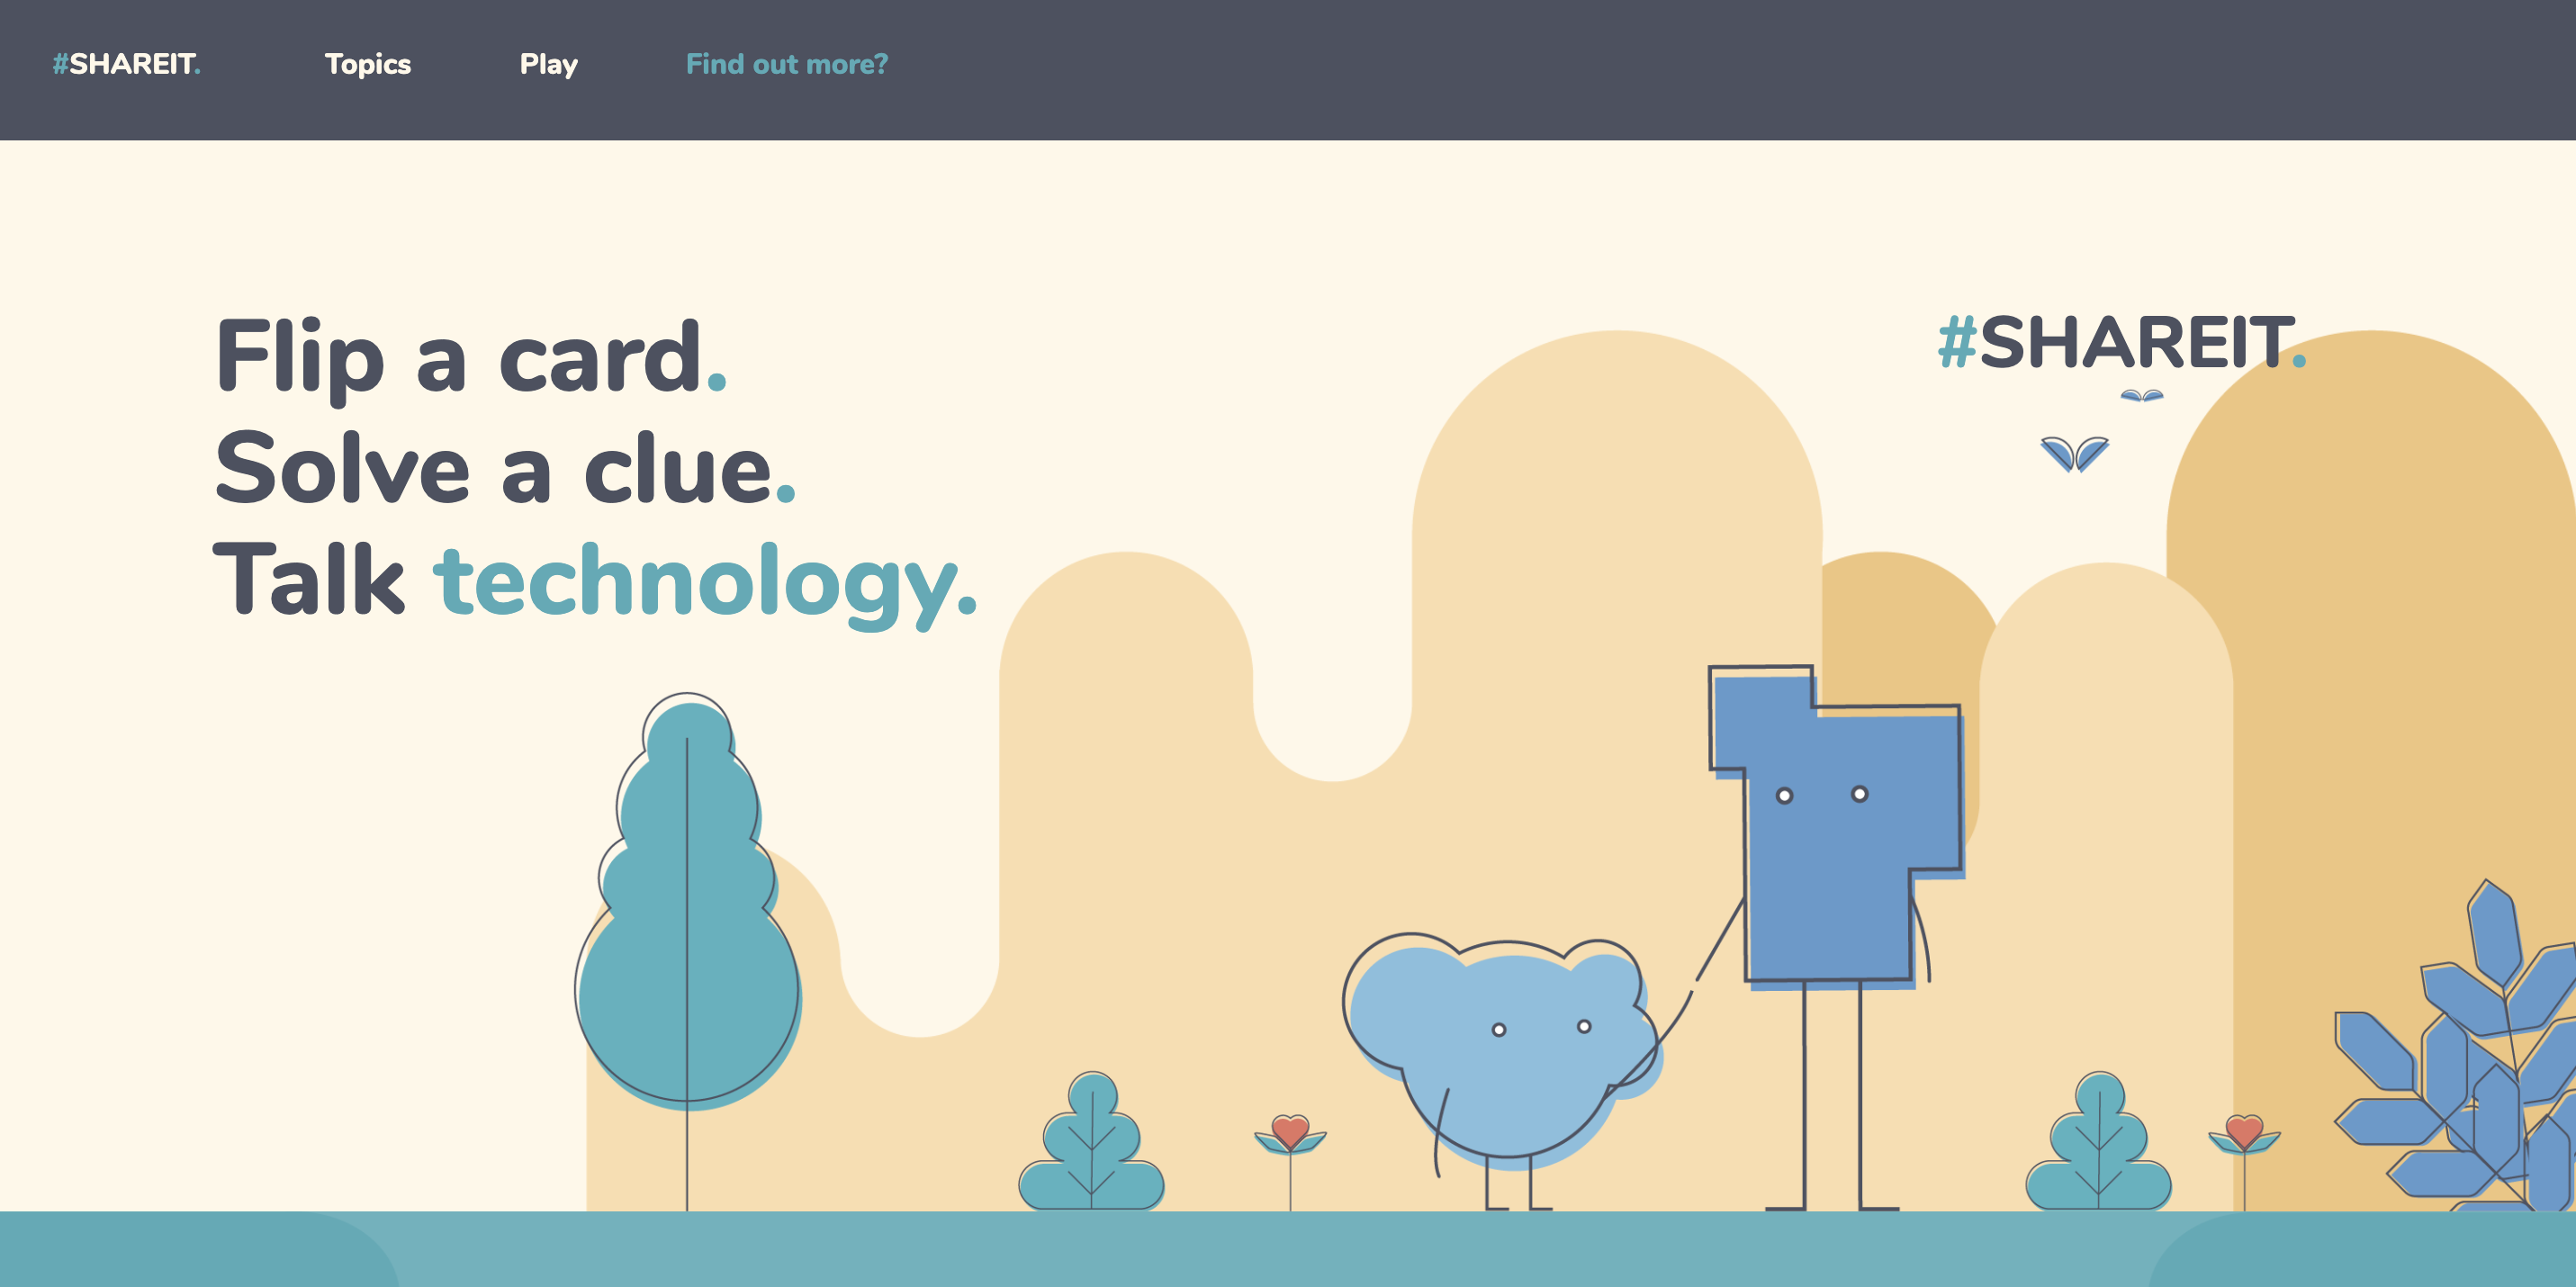 #SHAREIT. Topics Play Find out more?
Flip a card.
Solve a clue.
Talk technology.
#SHAREIT.